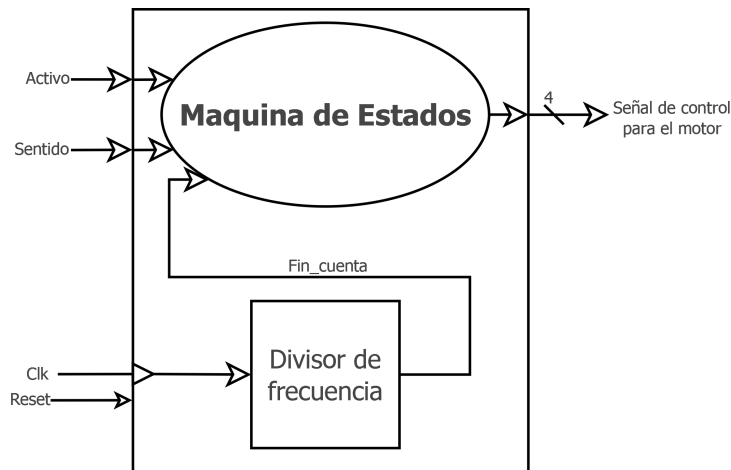 Activo
Maquina de Estados
4
Señal de control
para el motor
Sentido
Fin_cuenta
Divisor de
frecuencia
Clk
Reset